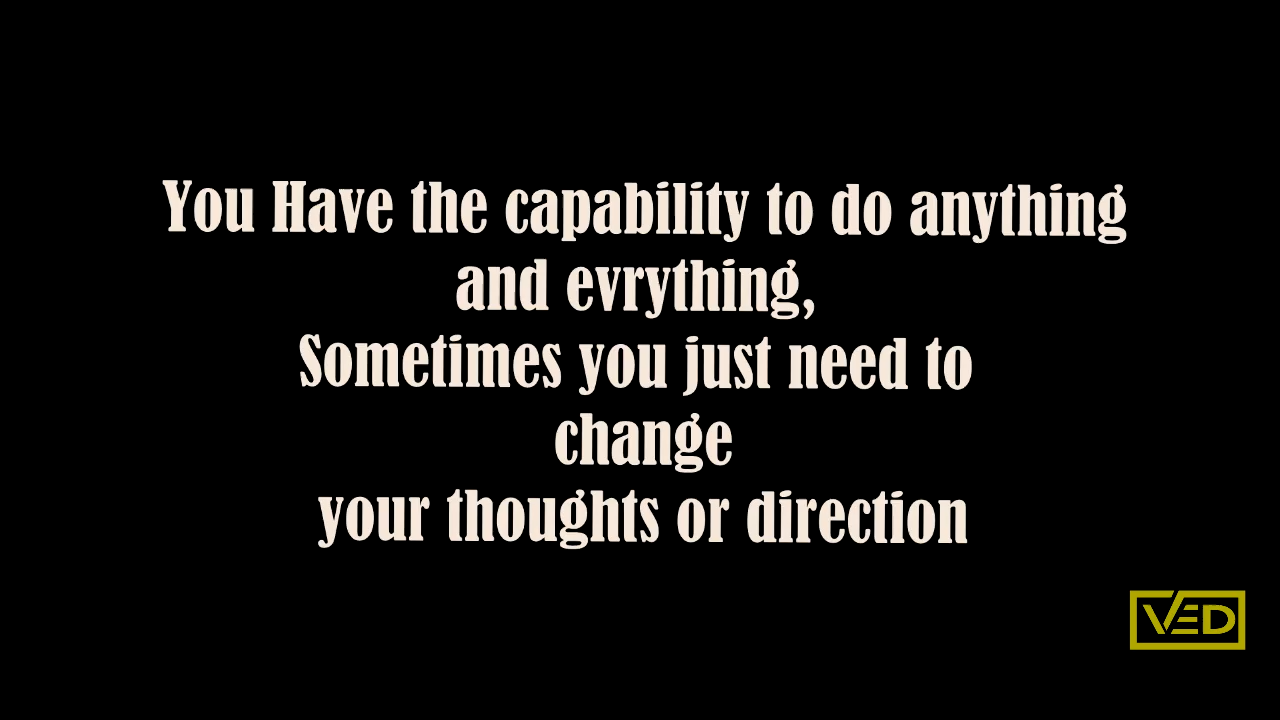 You Have the capability to do anything
and evrything,
Sometimes you just need to
change
your thoughts or direction
VED